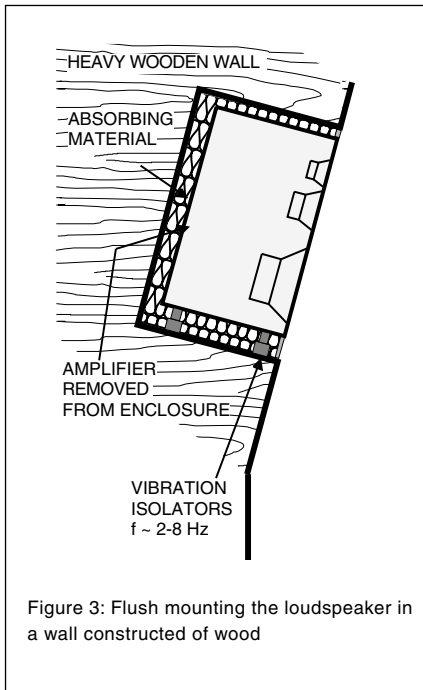 HEAVY WOODEN WALL
ABSORBING
MATERIAL
AMPLIFIER
REMOVED
FROM ENCLOSURE
VIBRATION
ISOLATORS
f ~ 2-8 Hz
Figure 3: Flush mounting the loudspeaker in
a wall constructed of wood